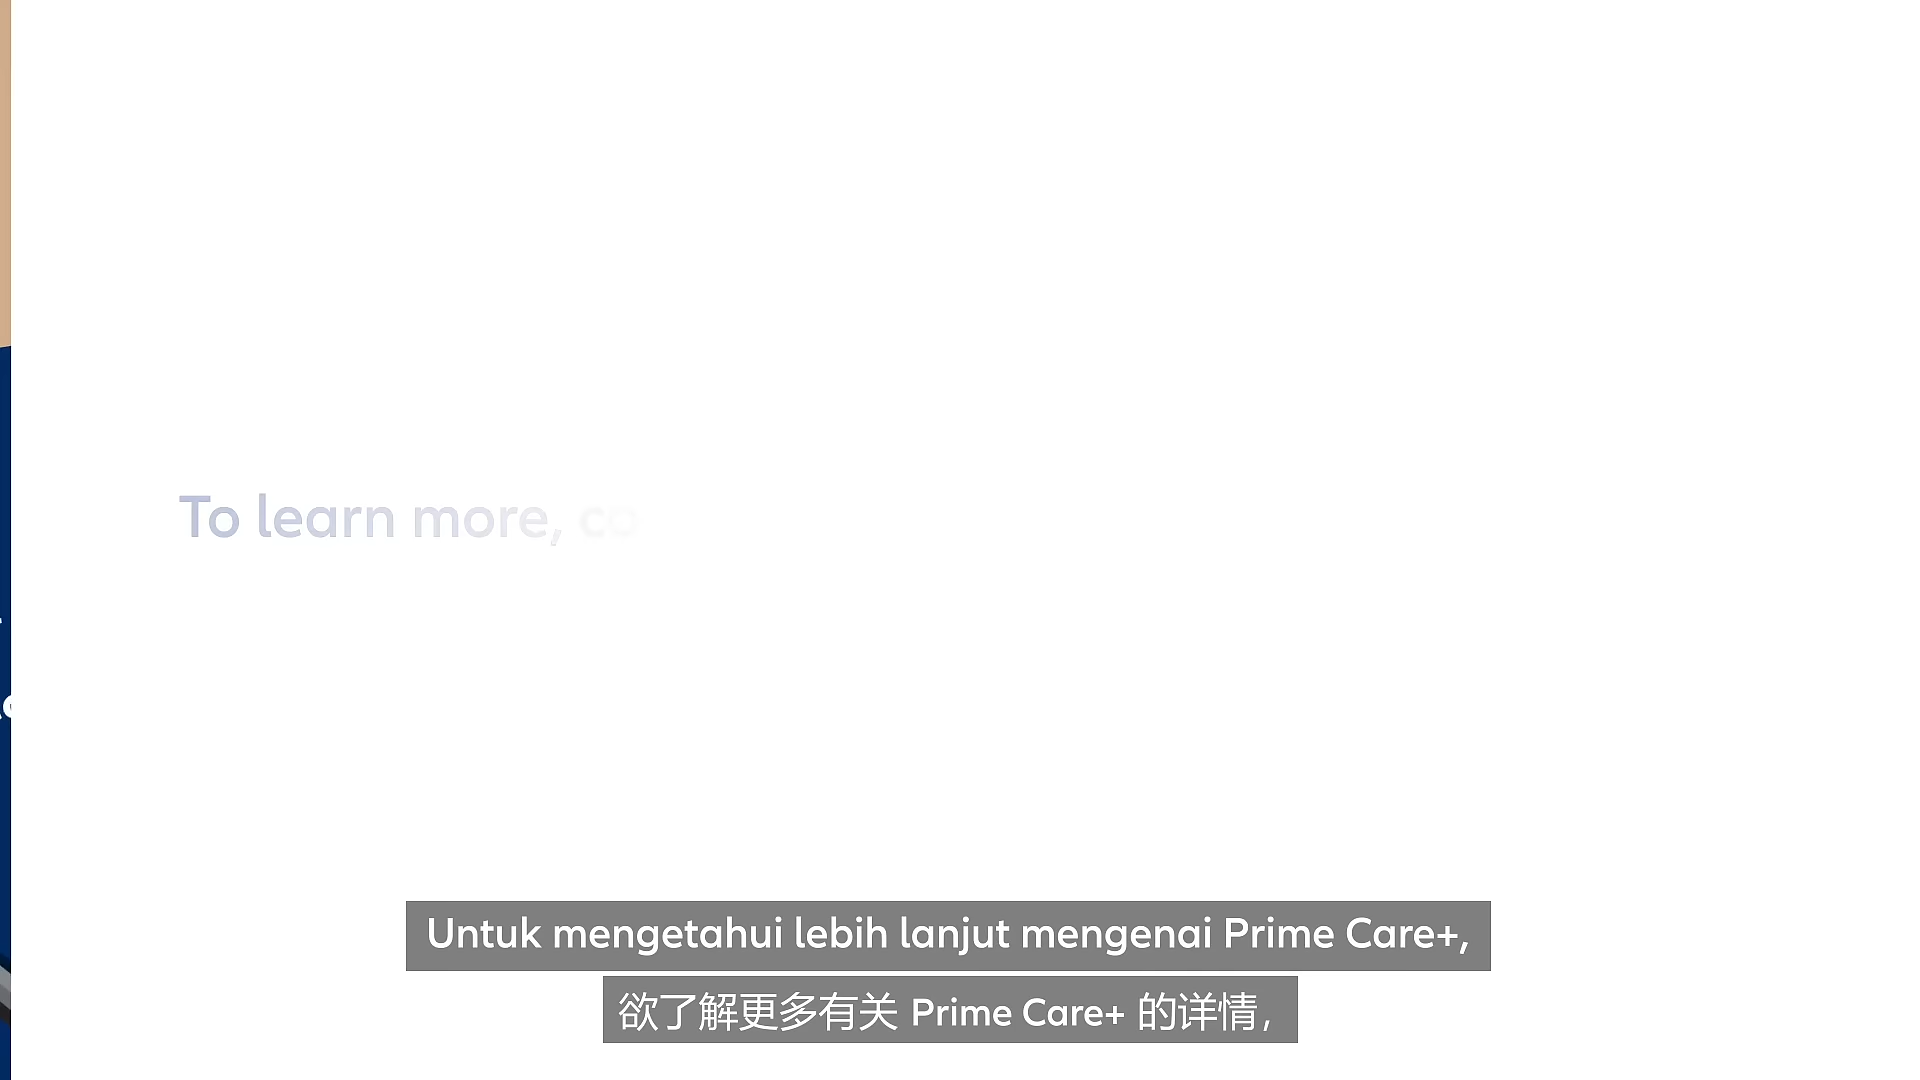 To learn more,
Untuk mengetahui lebih lanjut mengenai Prime Care+,
欲了解更多有关 Prime Care+ 的详情，